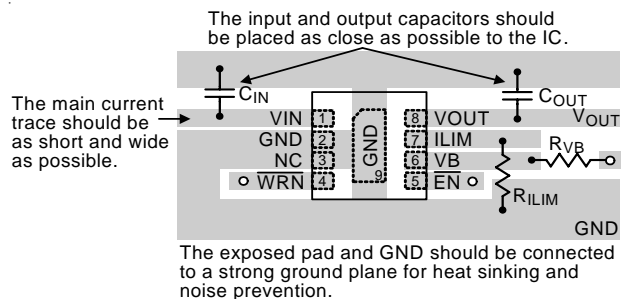 The input and output capacitors should
be placed as close as possible to the IC.
CIN
COUT
The main current
trace should be
as short and wide
as possible.
VIN 1 8 VOUT
VOUT
GND 2 7 ILIM
NC 3 6 VB
RVB
WRN 4 5 EN
GND
9
RILIM
GND
The exposed pad and GND should be connected
to a strong ground plane for heat sinking and
noise prevention.